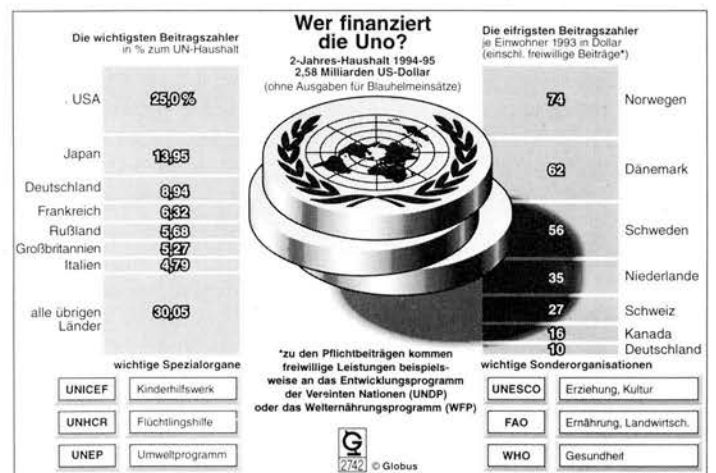 Wer finanziert
die Uno?
2-Jahres-Haushalt 1994-95
2,58 Milliarden US-Dollar
(ohne Ausgaben für Blauhelmeinsätze)
Die wichtigsten Beitragszahler
in % zum UN-Haushalt
USA 25,0 %
Japan 13,95
Deutschland 8,94
Frankreich 6,32
Rußland 5,68
Großbritannien 5,27
Italien 4,79
alle übrigen 30,05
Länder
Die eifrigsten Beitragszahler
je Einwohner 1993 in Dollar
(einschl. freiwillige Beiträge*)
74 Norwegen
62 Dänemark
56 Schweden
35 Niederlande
27 Schweiz
16 Kanada
10 Deutschland
*zu den Pflichtbeiträgen kommen
freiwillige Leistungen beispiels-
weise an das Entwicklungsprogramm
der Vereinten Nationen (UNDP)
oder das Welternährungsprogramm (WFP)
wichtige Spezialorgane
UNICEF Kinderhilfswerk
UNHCR Flüchtlingshilfe
UNEP Umweltprogramm
wichtige Sonderorganisationen
UNESCO Erziehung, Kultur
FAO Ernährung, Landwirtsch.
WHO Gesundheit
G
2742 © Globus